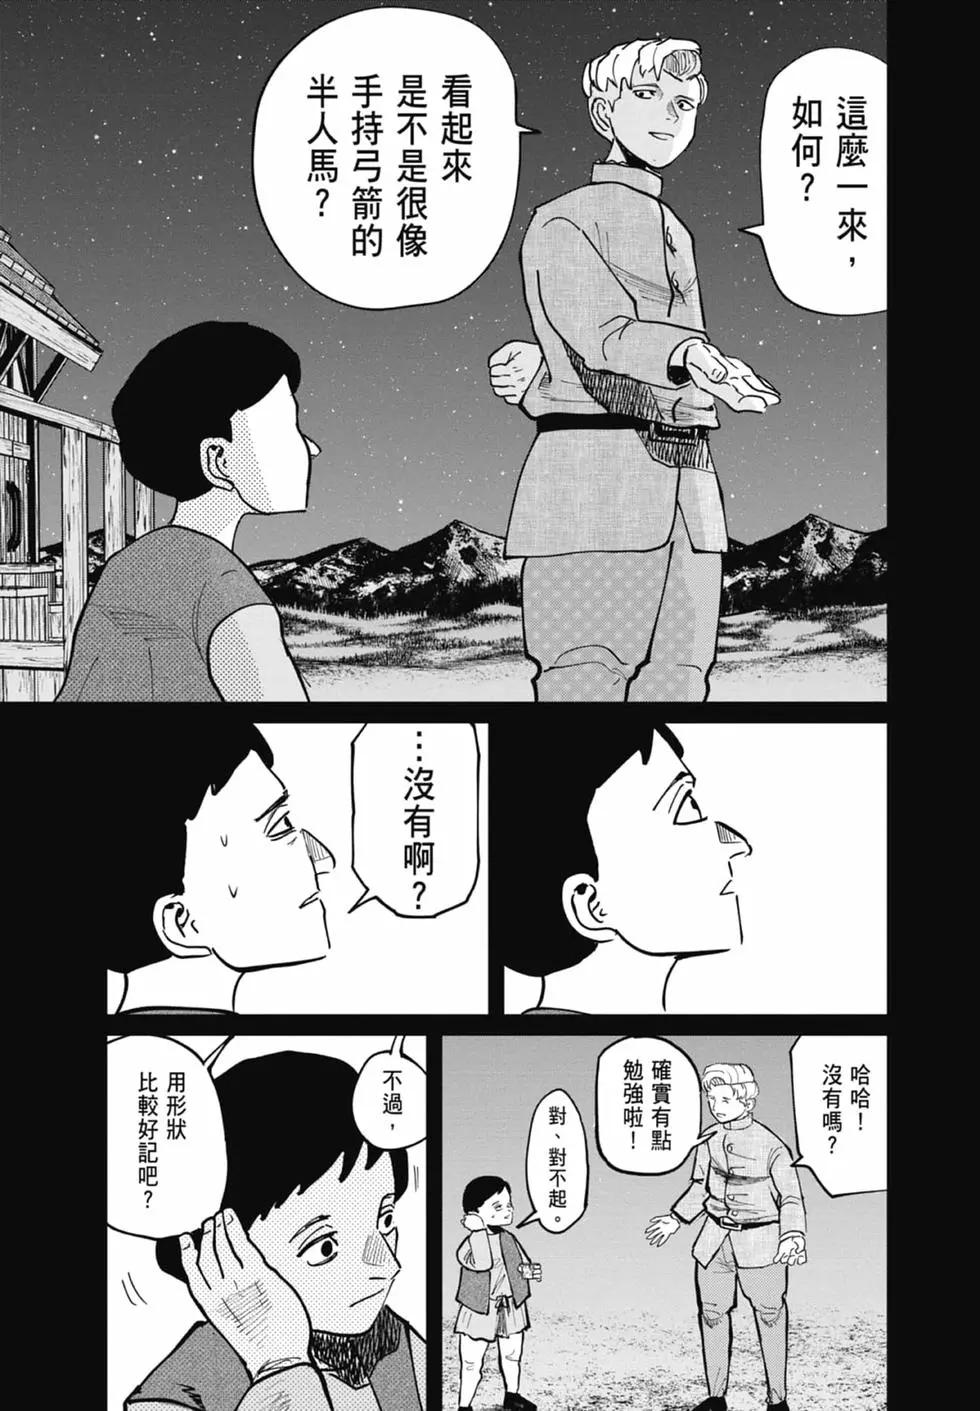 這麼一來，
如何？
看起來
是不是很像
手持弓箭的
半人馬？
…沒有啊？
哈哈！
沒有嗎？
確實有點
勉強啦！
對、對不起。
不過，
用形狀
比較好記吧？